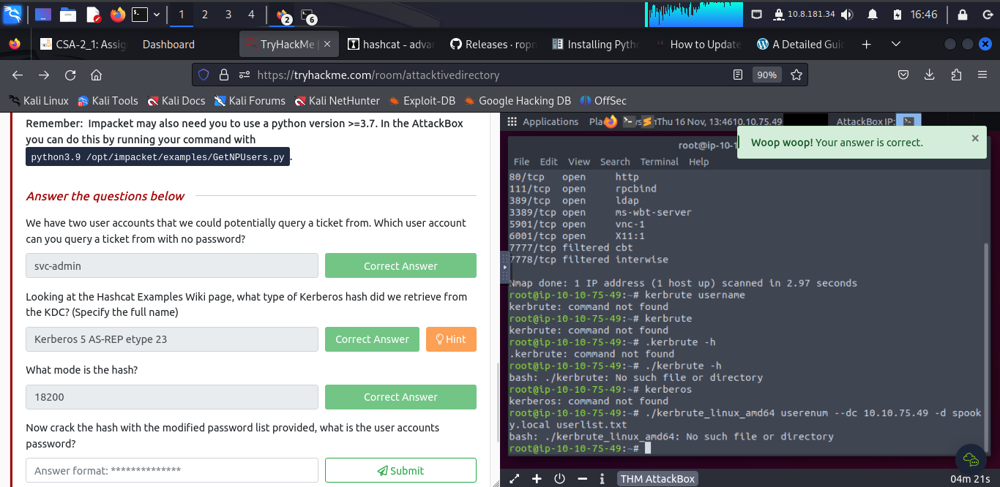 1 2 3 4 2 6 10.8.181.34 16:46
CSA-2_1: Assig Dashboard TryHackMe | hashcat - advan Releases · ropn Installing Pytho How to Update A Detailed Guid
https://tryhackme.com/room/attacktivedirectory 90%
Kali Linux Kali Tools Kali Docs Kali Forums Kali NetHunter Exploit-DB Google Hacking DB OffSec
Remember: Impacket may also need you to use a python version >=3.7. In the AttackBox
you can do this by running your command with
python3.9 /opt/impacket/examples/GetNPUsers.py .
Answer the questions below
We have two user accounts that we could potentially query a ticket from. Which user account
can you query a ticket from with no password?
svc-admin Correct Answer
Looking at the Hashcat Examples Wiki page, what type of Kerberos hash did we retrieve from
the KDC? (Specify the full name)
Kerberos 5 AS-REP etype 23 Correct Answer Hint
What mode is the hash?
18200 Correct Answer
Now crack the hash with the modified password list provided, what is the user accounts
password?
Answer format: ************** Submit
Applications Pla Thu 16 Nov, 13:46 10.10.75.49 AttackBox IP:
Woop woop! Your answer is correct. ×
root@ip-10-1
File Edit View Search Terminal Help
80/tcp open http
111/tcp open rpcbind
389/tcp open ldap
3389/tcp open ms-wbt-server
5901/tcp open vnc-1
6001/tcp open X11:1
7777/tcp filtered cbt
7778/tcp filtered interwise
Nmap done: 1 IP address (1 host up) scanned in 2.97 seconds
root@ip-10-10-75-49:~# kerbrute username
kerbrute: command not found
root@ip-10-10-75-49:~# kerbrute
kerbrute: command not found
root@ip-10-10-75-49:~# .kerbrute -h
.kerbrute: command not found
root@ip-10-10-75-49:~# ./kerbrute -h
bash: ./kerbrute: No such file or directory
root@ip-10-10-75-49:~# kerberos
kerberos: command not found
root@ip-10-10-75-49:~# ./kerbrute_linux_amd64 userenum --dc 10.10.75.49 -d spook
y.local userlist.txt
bash: ./kerbrute_linux_amd64: No such file or directory
root@ip-10-10-75-49:~#
THM AttackBox 04m 21s